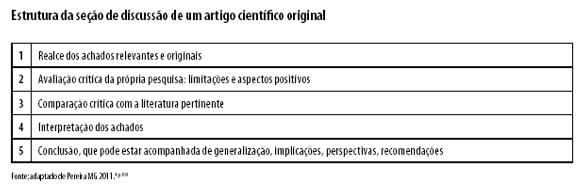 Estrutura da seção de discussão de um artigo científico original
1 Realce dos achados relevantes e originais
2 Avaliação crítica da própria pesquisa: limitações e aspectos positivos
3 Comparação crítica com a literatura pertinente
4 Interpretação dos achados
5 Conclusão, que pode estar acompanhada de generalização, implicações, perspectivas, recomendações
Fonte: adaptado de Pereira MG 2011.